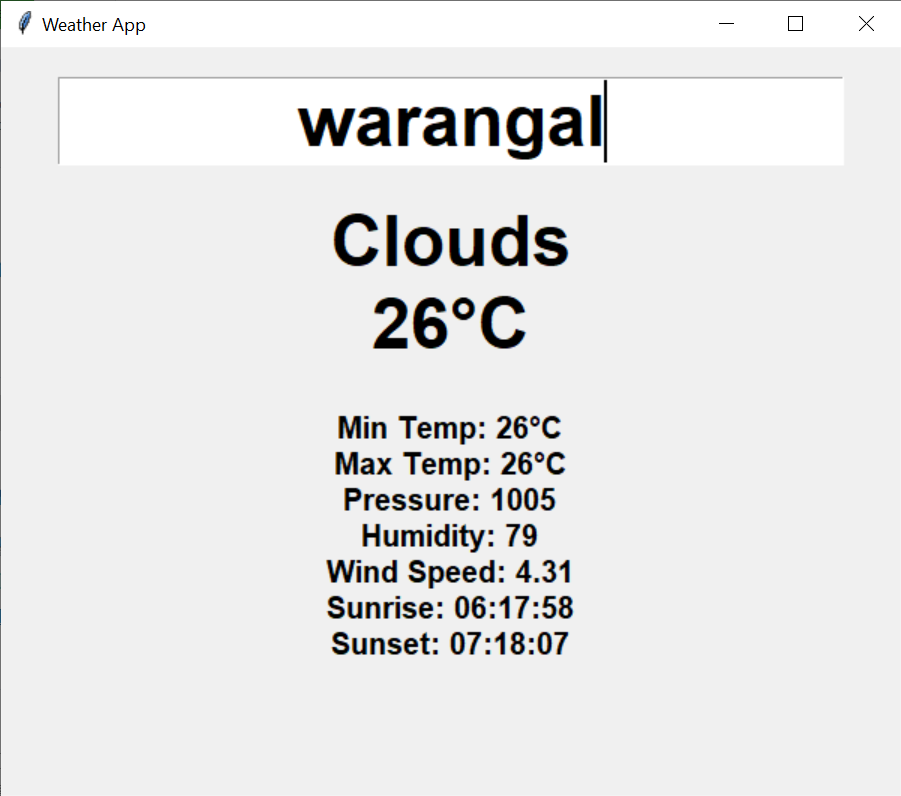 Weather App
warangal
Clouds
26°C
Min Temp: 26°C
Max Temp: 26°C
Pressure: 1005
Humidity: 79
Wind Speed: 4.31
Sunrise: 06:17:58
Sunset: 07:18:07